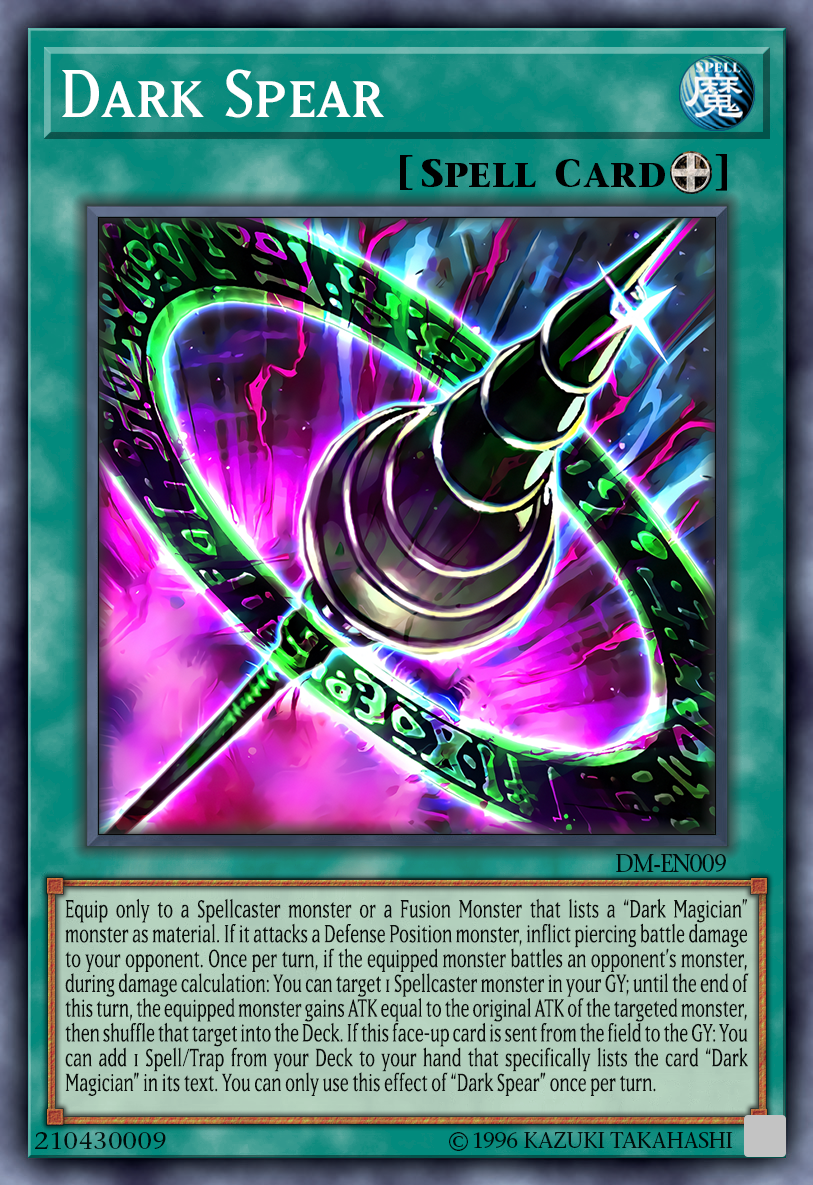 DARK SPEAR
SPELL
魔
[SPELL CARD]
DM-EN009
Equip only to a Spellcaster monster or a Fusion Monster that lists a “Dark Magician”
monster as material. If it attacks a Defense Position monster, inflict piercing battle damage
to your opponent. Once per turn, if the equipped monster battles an opponent’s monster,
during damage calculation: You can target 1 Spellcaster monster in your GY; until the end of
this turn, the equipped monster gains ATK equal to the original ATK of the targeted monster,
then shuffle that target into the Deck. If this face-up card is sent from the field to the GY: You
can add 1 Spell/Trap from your Deck to your hand that specifically lists the card “Dark
Magician” in its text. You can only use this effect of “Dark Spear” once per turn.
210430009
© 1996 KAZUKI TAKAHASHI